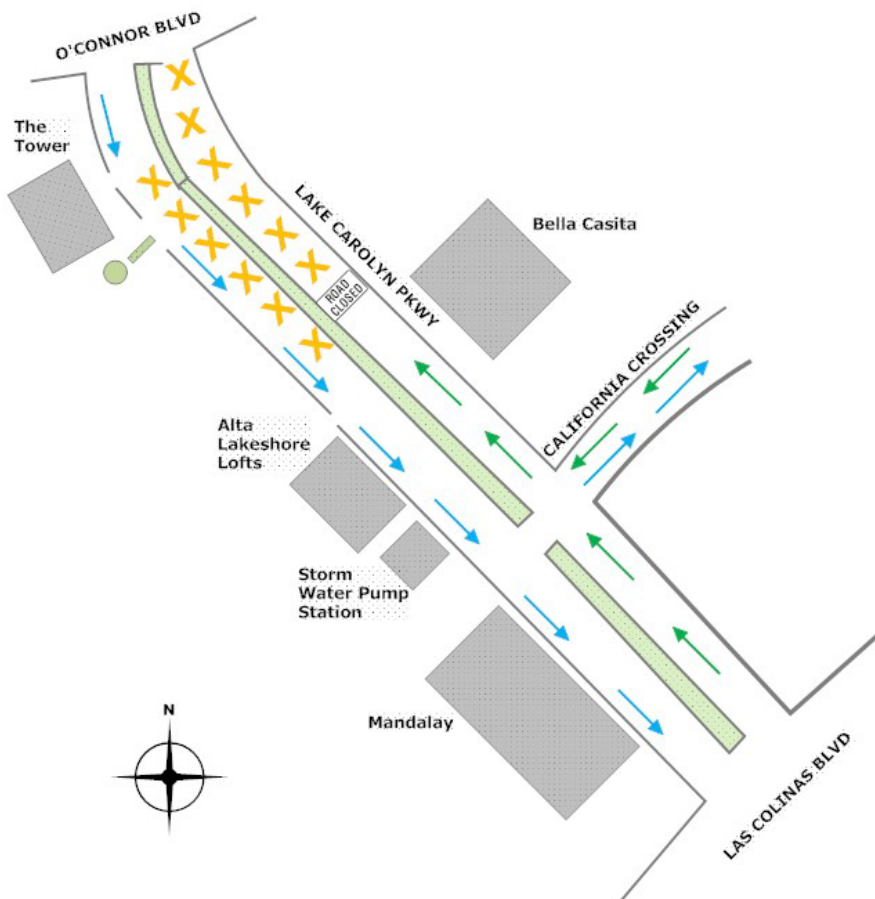 O'CONNOR BLVD
The
Tower
LAKE CAROLYN PKWY
Bella Casita
ROAD
CLOSED
CALIFORNIA CROSSING
Alta
Lakeshore
Lofts
Storm
Water Pump
Station
Mandalay
N
LAS COLINAS BLVD